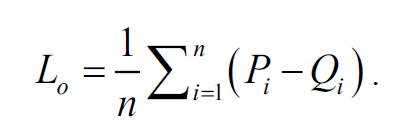 L_o = \frac{1}{n} \sum_{i=1}^{n} (P_i - Q_i).